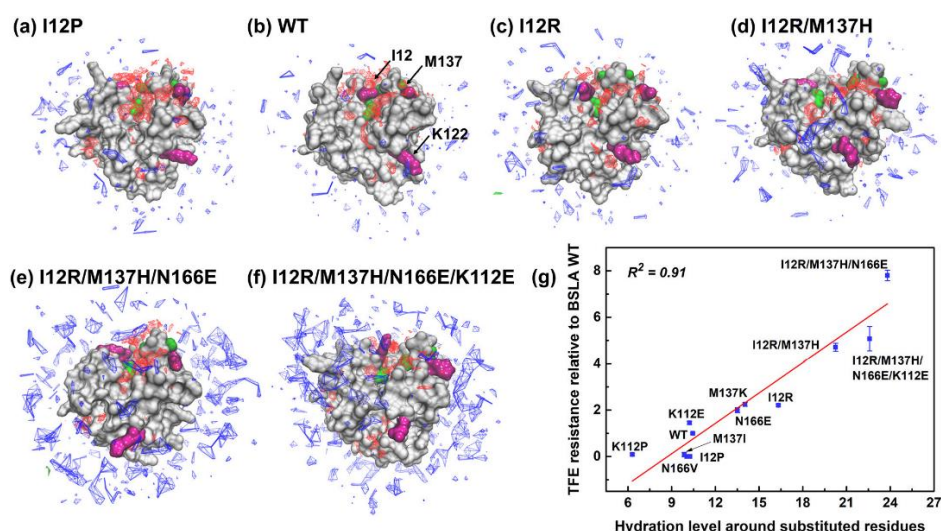 (a) I12P
(b) WT
(c) I12R
(d) I12R/M137H
I12
M137
K122
(e) I12R/M137H/N166E
(f) I12R/M137H/N166E/K112E
(g)
TFE resistance relative to BSLA WT
8
6
4
2
0
R² = 0.91
I12R/M137H/N166E
I12R/M137H
I12R/M137H/
N166E/K112E
M137K
I12R
K112E
N166E
WT
M137I
K112P
I12P
N166V
6
9
12
15
18
21
24
27
Hydration level around substituted residues